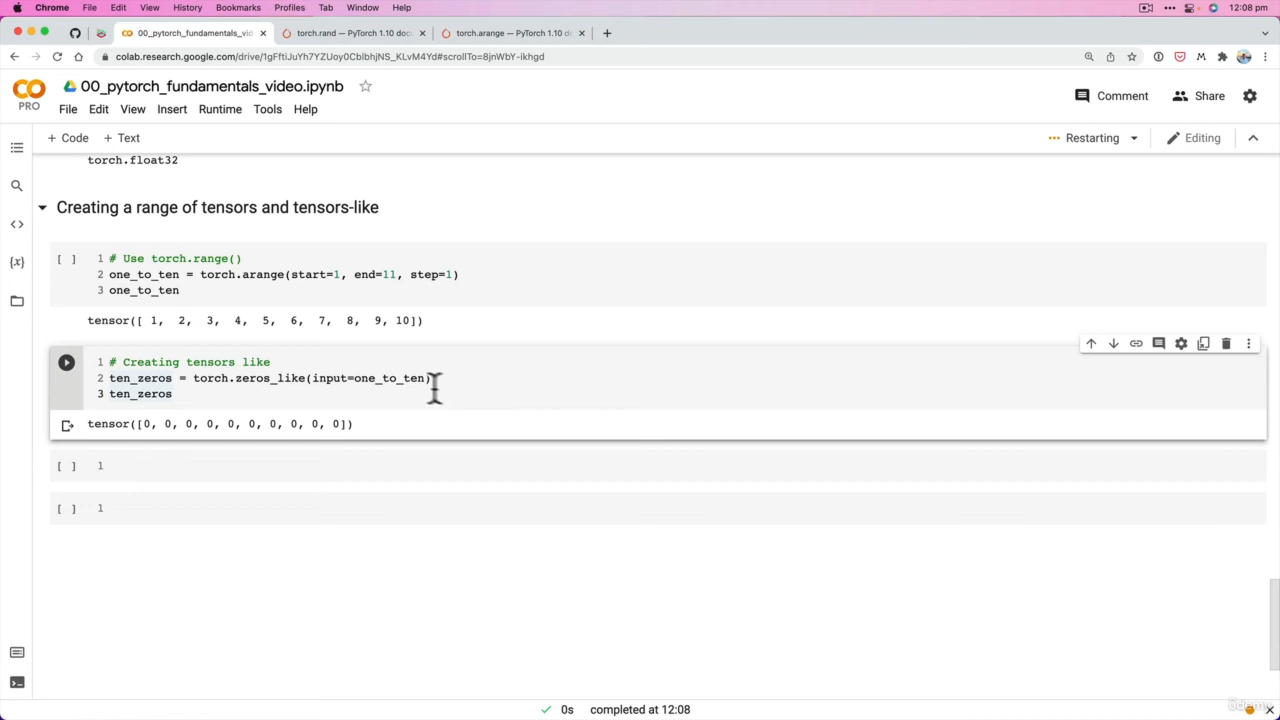 Chrome File Edit View History Bookmarks Profiles Tab Window Help 12:08 pm
00_pytorch_fundamentals_vid torch.rand — PyTorch 1.10 docu torch.arange — PyTorch 1.10 do
colab.research.google.com/drive/1gFftiJuYh7YZUoy0CblbhjNS_KLvM4Yd#scrollTo=8jnWbY-ikhgd
CO
PRO
00_pytorch_fundamentals_video.ipynb
Comment Share
File Edit View Insert Runtime Tools Help
+ Code + Text
Restarting Editing
torch.float32
Creating a range of tensors and tensors-like
[ ] 1 # Use torch.range()
2 one_to_ten = torch.arange(start=1, end=11, step=1)
3 one_to_ten
tensor([ 1, 2, 3, 4, 5, 6, 7, 8, 9, 10])
1 # Creating tensors like
2 ten_zeros = torch.zeros_like(input=one_to_ten)
3 ten_zeros
tensor([0, 0, 0, 0, 0, 0, 0, 0, 0, 0])
[ ] 1
[ ] 1
0s completed at 12:08